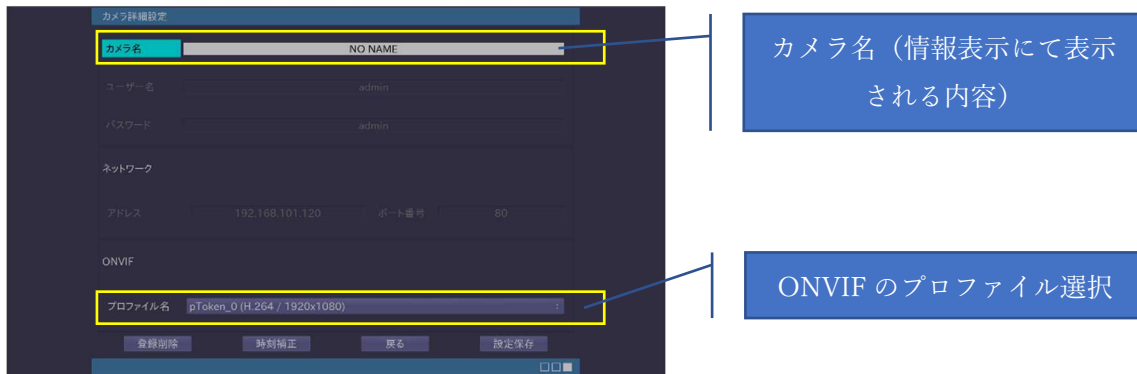 カメラ詳細設定
カメラ名 NO NAME
ユーザー名 admin
パスワード admin
ネットワーク
アドレス 192.168.101.120 ポート番号 80
ONVIF
プロファイル名 pToken_0 (H.264 / 1920x1080)
登録削除 時刻補正 戻る 設定保存
カメラ名（情報表示にて表示
される内容）
ONVIF のプロファイル選択